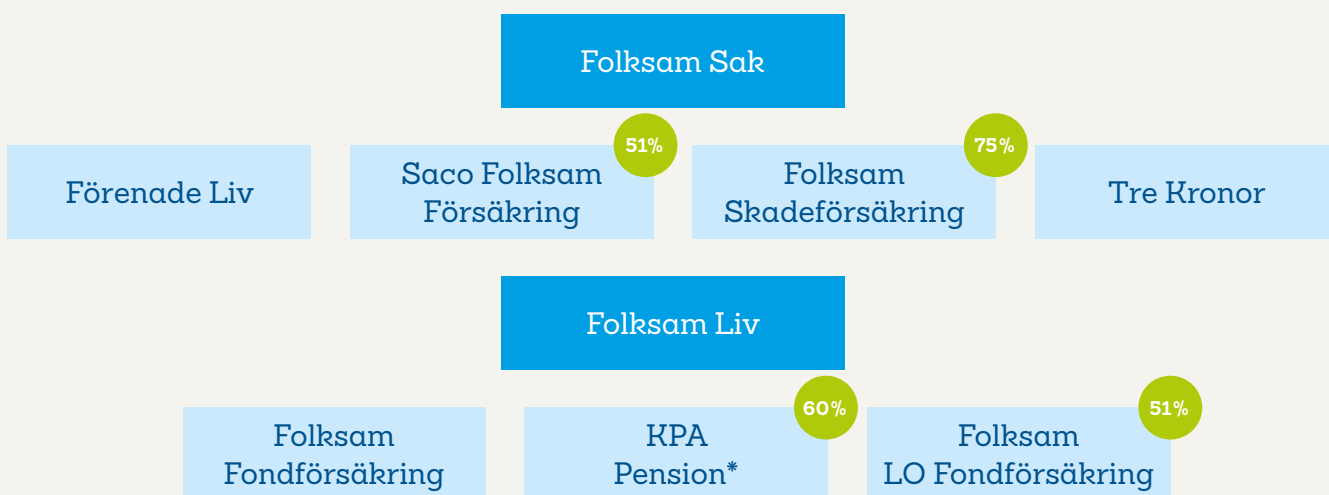 Folksam Sak
51%
75%
Förenade Liv
Saco Folksam
Försäkring
Folksam
Skadeförsäkring
Tre Kronor
Folksam Liv
60%
51%
Folksam
Fondförsäkring
KPA
Pension*
Folksam
LO Fondförsäkring